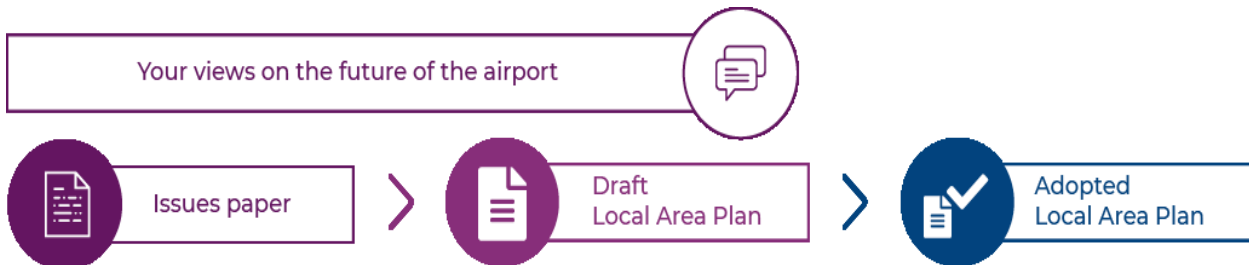 Your views on the future of the airport
Issues paper
Draft
Local Area Plan
Adopted
Local Area Plan